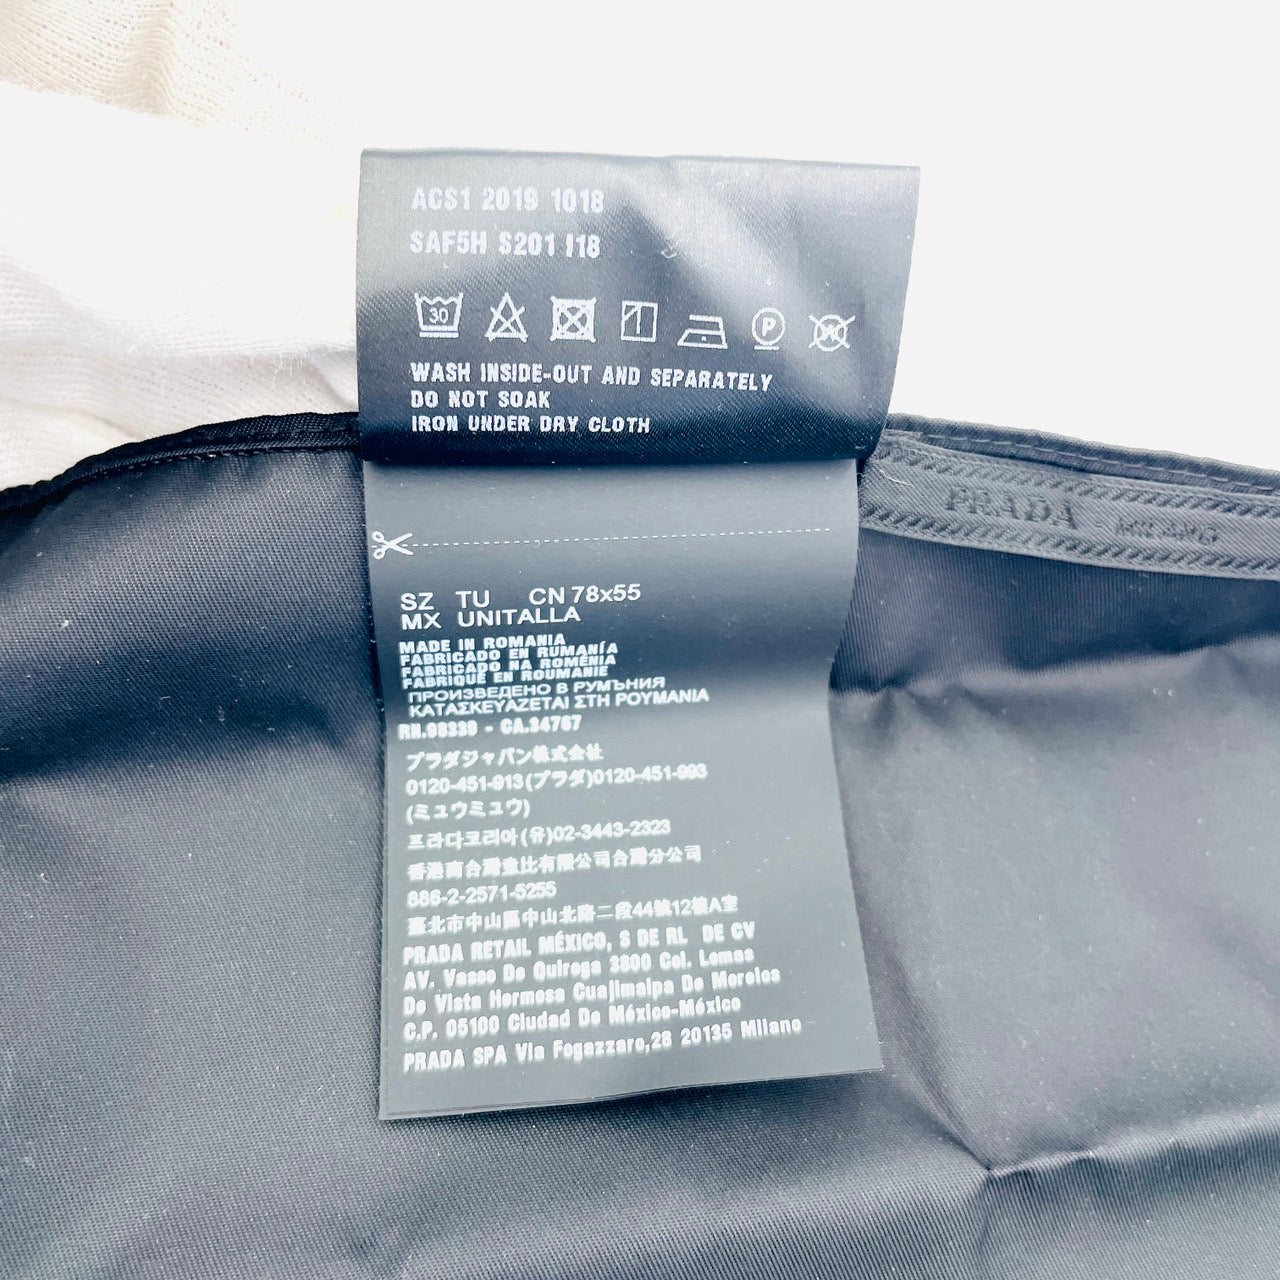 ACS1 2019 1018
SAF5H S201 I18
30
P
WASH INSIDE-OUT AND SEPARATELY
DO NOT SOAK
IRON UNDER DRY CLOTH
PRADA - MILANO
SZ TU CN 78x55
MX UNITALLA
MADE IN ROMANIA
FABRICADO EN RUMANÍA
FABRICADO NA ROMÉNIA
FABRIQUÉ EN ROUMANIE
ПРОИЗВЕДЕНО В РУМЪНИЯ
ΚΑΤΑΣΚΕΥΑΖΕΤΑΙ ΣΤΗ ΡΟΥΜΑΝΙΑ
RN.98339 - CA.34767
プラダジャパン株式会社
0120-451-913(プラダ)0120-451-993
(ミュウミュウ)
프라다코리아(유)02-3443-2323
香港商台灣壹比有限公司台灣分公司
886-2-2571-5255
臺北市中山區中山北路二段44號12樓A室
PRADA RETAIL MÉXICO, S DE RL DE CV
AV. Vasco De Quiroga 3800 Col. Lomas
De Vista Hermosa Cuajimalpa De Morelos
C.P. 05100 Ciudad De México-México
PRADA SPA Via Fogazzaro,28 20135 Milano